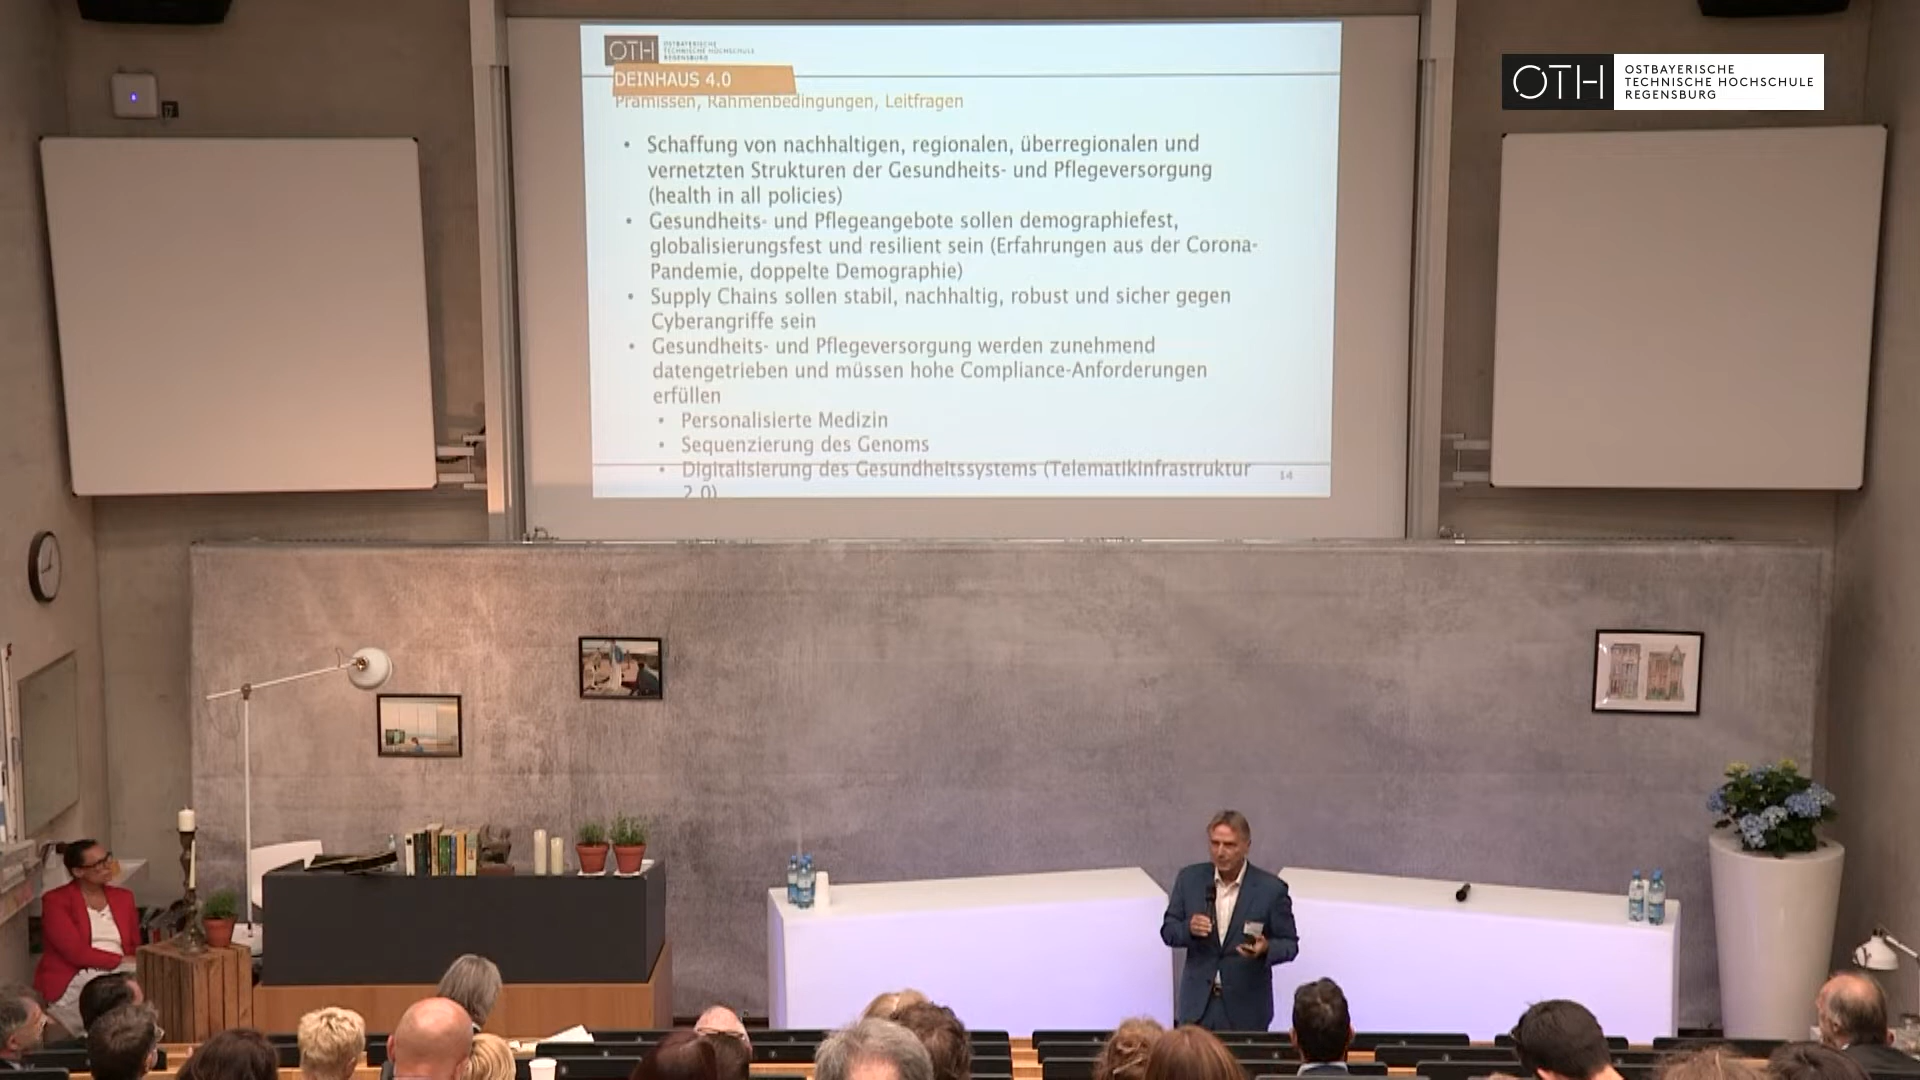 OTH OSTBAYERISCHE
TECHNISCHE HOCHSCHULE
REGENSBURG
DEINHAUS 4.0
Prämissen, Rahmenbedingungen, Leitfragen
• Schaffung von nachhaltigen, regionalen, überregionalen und
vernetzten Strukturen der Gesundheits- und Pflegeversorgung
(health in all policies)
• Gesundheits- und Pflegeangebote sollen demographiefest,
globalisierungsfest und resilient sein (Erfahrungen aus der Corona-
Pandemie, doppelte Demographie)
• Supply Chains sollen stabil, nachhaltig, robust und sicher gegen
Cyberangriffe sein
• Gesundheits- und Pflegeversorgung werden zunehmend
datengetrieben und müssen hohe Compliance-Anforderungen
erfüllen
• Personalisierte Medizin
• Sequenzierung des Genoms
• Digitalisierung des Gesundheitssystems (Telematikinfrastruktur
2.0)
14
OTH OSTBAYERISCHE
TECHNISCHE HOCHSCHULE
REGENSBURG